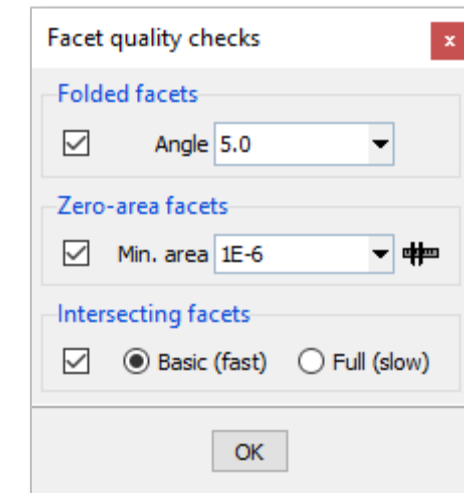 Facet quality checks
x
Folded facets
Angle 5.0
Zero-area facets
Min. area 1E-6
Intersecting facets
Basic (fast) Full (slow)
OK